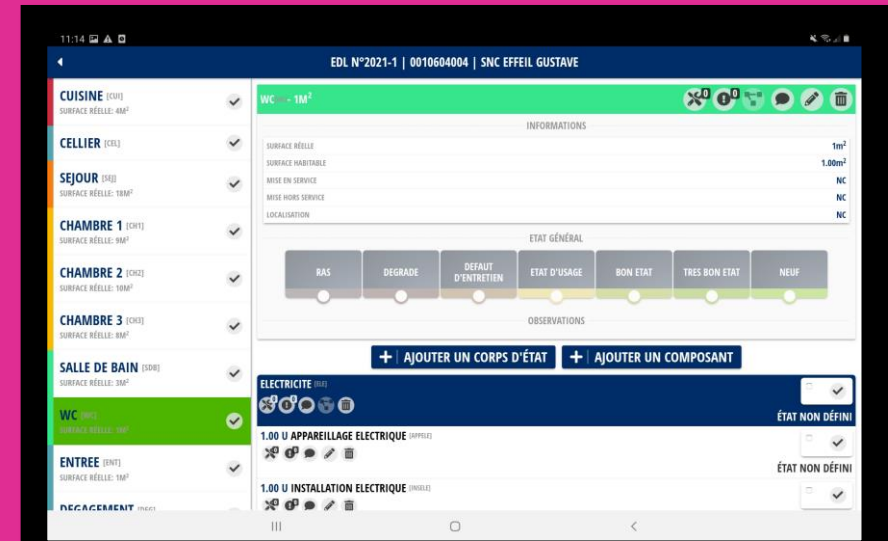 11:14
EDL N°2021-1 | 0010604004 | SNC EFFEIL GUSTAVE
CUISINE [CUI]
SURFACE RÉELLE: 4M²
CELLIER [CEL]
SEJOUR [SEJ]
SURFACE RÉELLE: 18M²
CHAMBRE 1 [CH1]
SURFACE RÉELLE: 9M²
CHAMBRE 2 [CH2]
SURFACE RÉELLE: 10M²
CHAMBRE 3 [CH3]
SURFACE RÉELLE: 8M²
SALLE DE BAIN [SDB]
SURFACE RÉELLE: 3M²
WC [WC]
SURFACE RÉELLE: 1M²
ENTREE [ENT]
SURFACE RÉELLE: 1M²
DEGAGEMENT [DEG]
WC - 1M²
0 0
INFORMATIONS
SURFACE RÉELLE 1m²
SURFACE HABITABLE 1.00m²
MISE EN SERVICE NC
MISE HORS SERVICE NC
LOCALISATION NC
ETAT GÉNÉRAL
RAS
DEGRADE
DEFAUT D'ENTRETIEN
ETAT D'USAGE
BON ETAT
TRES BON ETAT
NEUF
OBSERVATIONS
+ | AJOUTER UN CORPS D'ÉTAT
+ | AJOUTER UN COMPOSANT
ELECTRICITE [ELE]
ÉTAT NON DÉFINI
1.00 U APPAREILLAGE ELECTRIQUE [APPELE]
ÉTAT NON DÉFINI
1.00 U INSTALLATION ELECTRIQUE [INSELE]